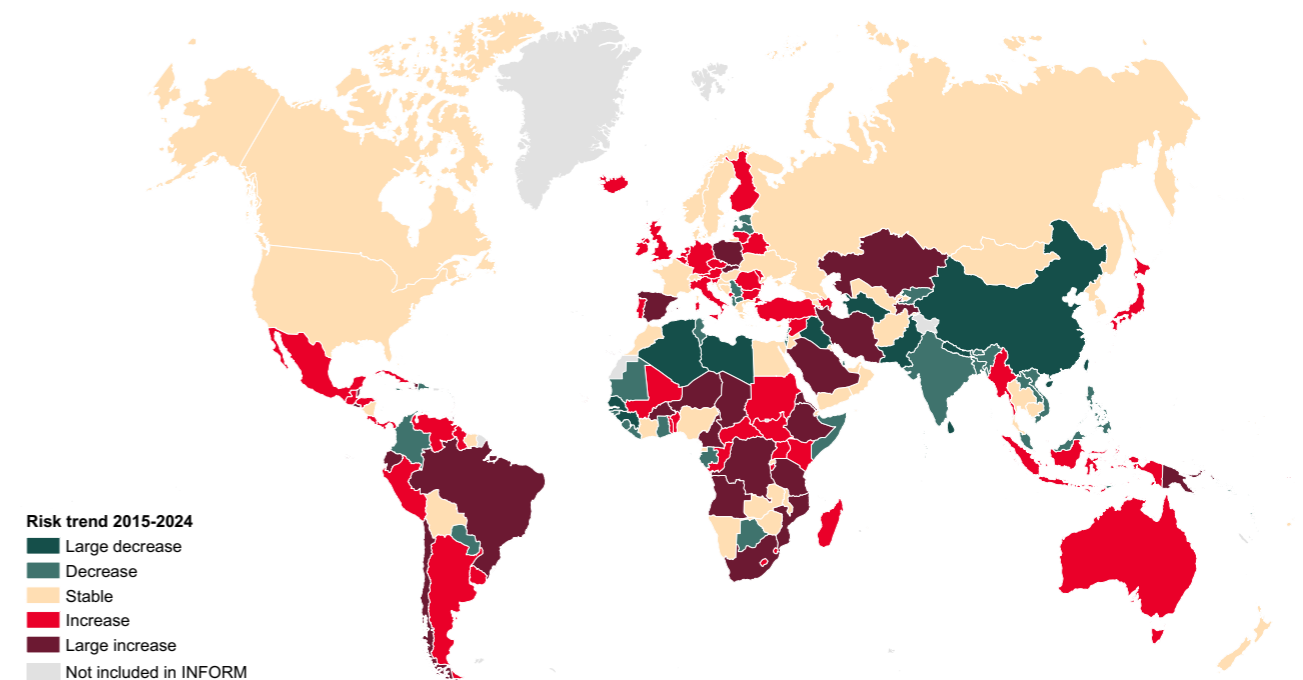 Risk trend 2015-2024
Large decrease
Decrease
Stable
Increase
Large increase
Not included in INFORM